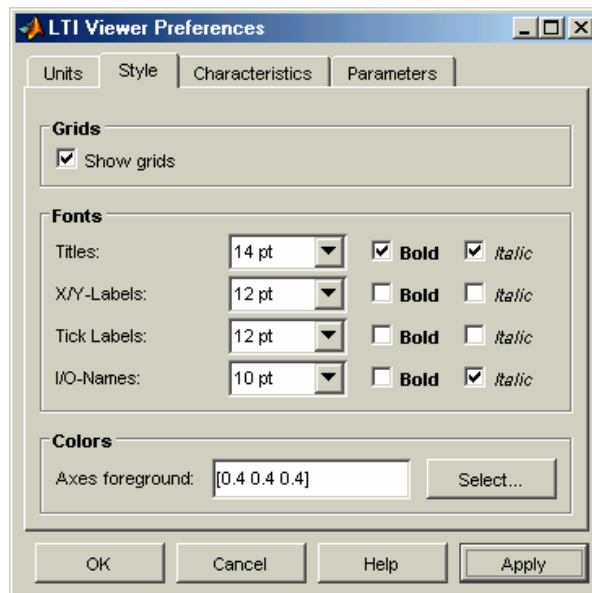 LTI Viewer Preferences
Units Style Characteristics Parameters
Grids
Show grids
Fonts
Titles: 14 pt Bold Italic
X/Y-Labels: 12 pt Bold Italic
Tick Labels: 12 pt Bold Italic
I/O-Names: 10 pt Bold Italic
Colors
Axes foreground: [0.4 0.4 0.4] Select...
OK Cancel Help Apply